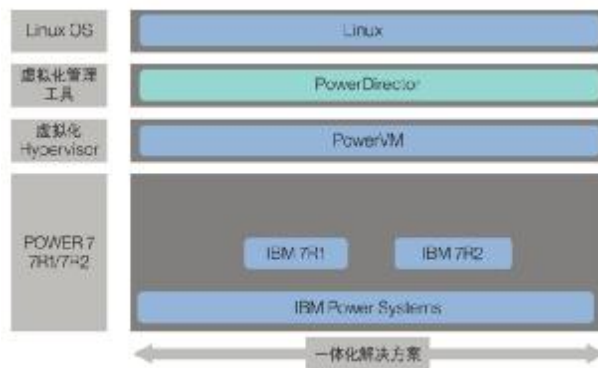 Linux OS
Linux
虚拟化管理
工具
PowerDirector
虚拟化
Hypervisor
PowerVM
POWER 7
7R1/7R2
IBM 7R1
IBM 7R2
IBM Power Systems
一体化解决方案